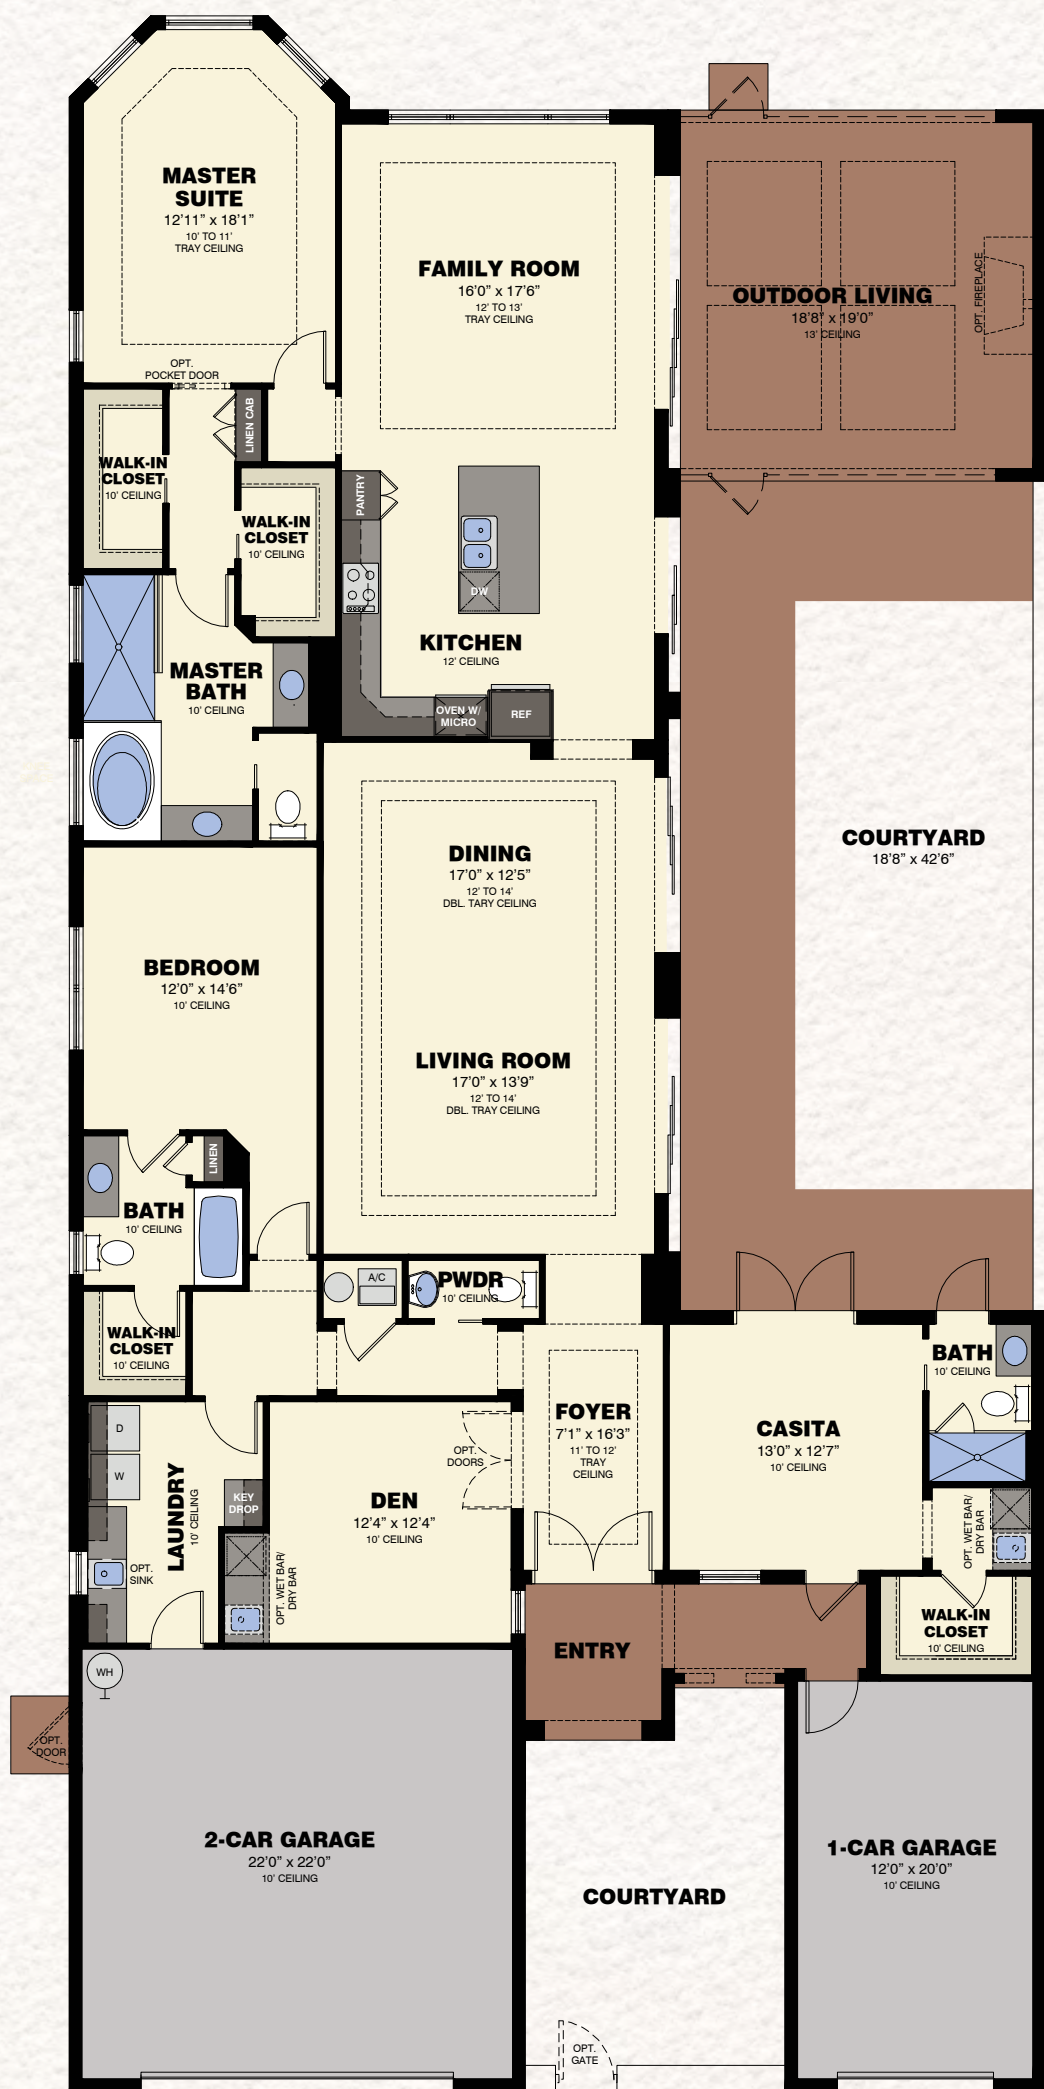 MASTER
SUITE
12'11" x 18'1"
10' TO 11'
TRAY CEILING
FAMILY ROOM
16'0" x 17'6"
12' TO 13'
TRAY CEILING
OUTDOOR LIVING
18'8" x 19'0"
13' CEILING
OPT. FIREPLACE
OPT.
POCKET DOOR
LINEN CAB
WALK-IN
CLOSET
10' CEILING
WALK-IN
CLOSET
10' CEILING
PANTRY
DW
KITCHEN
12' CEILING
MASTER
BATH
10' CEILING
OVEN W/
MICRO
REF
DINING
17'0" x 12'5"
12' TO 14'
DBL. TARY CEILING
COURTYARD
18'8" x 42'6"
BEDROOM
12'0" x 14'6"
10' CEILING
LIVING ROOM
17'0" x 13'9"
12' TO 14'
DBL. TRAY CEILING
LINEN
BATH
10' CEILING
A/C
PWDR
10' CEILING
WALK-IN
CLOSET
10' CEILING
BATH
10' CEILING
FOYER
7'1" x 16'3"
11' TO 12'
TRAY
CEILING
CASITA
13'0" x 12'7"
10' CEILING
D
W
OPT.
DOORS
LAUNDRY
10' CEILING
KEY
DROP
DEN
12'4" x 12'4"
10' CEILING
OPT. WET BAR/
DRY BAR
OPT.
SINK
OPT. WET BAR/
DRY BAR
WALK-IN
CLOSET
10' CEILING
ENTRY
WH
OPT.
DOOR
2-CAR GARAGE
22'0" x 22'0"
10' CEILING
1-CAR GARAGE
12'0" x 20'0"
10' CEILING
COURTYARD
OPT.
GATE